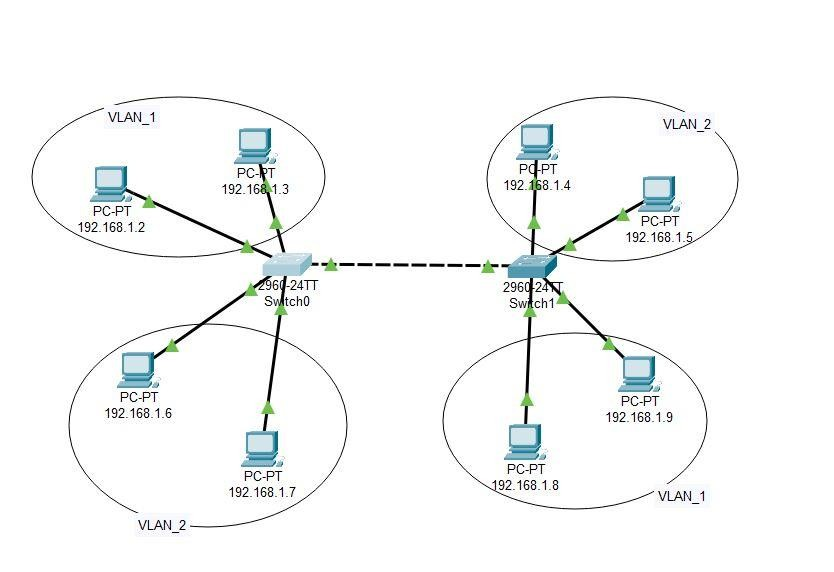 VLAN_1
PC-PT
192.168.1.3
PC-PT
192.168.1.2
VLAN_2
PC-PT
192.168.1.4
PC-PT
192.168.1.5
2960-24TT
Switch0
2960-24TT
Switch1
PC-PT
192.168.1.6
PC-PT
192.168.1.7
VLAN_2
PC-PT
192.168.1.9
PC-PT
192.168.1.8
VLAN_1